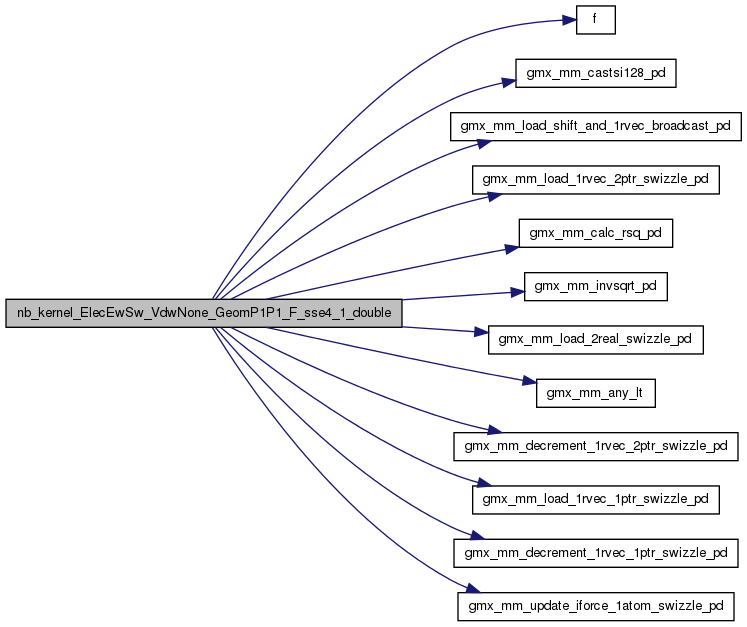 f
gmx_mm_castsi128_pd
gmx_mm_load_shift_and_1rvec_broadcast_pd
gmx_mm_load_1rvec_2ptr_swizzle_pd
gmx_mm_calc_rsq_pd
gmx_mm_invsqrt_pd
nb_kernel_ElecEwSw_VdwNone_GeomP1P1_F_sse4_1_double
gmx_mm_load_2real_swizzle_pd
gmx_mm_any_lt
gmx_mm_decrement_1rvec_2ptr_swizzle_pd
gmx_mm_load_1rvec_1ptr_swizzle_pd
gmx_mm_decrement_1rvec_1ptr_swizzle_pd
gmx_mm_update_iforce_1atom_swizzle_pd